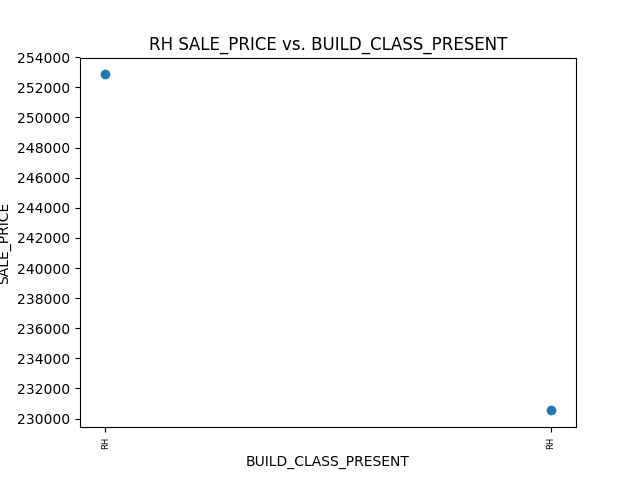 RH SALE_PRICE vs. BUILD_CLASS_PRESENT
254000
252000
250000
248000
246000
244000
242000
240000
238000
236000
234000
232000
230000
SALE_PRICE
RH
RH
BUILD_CLASS_PRESENT